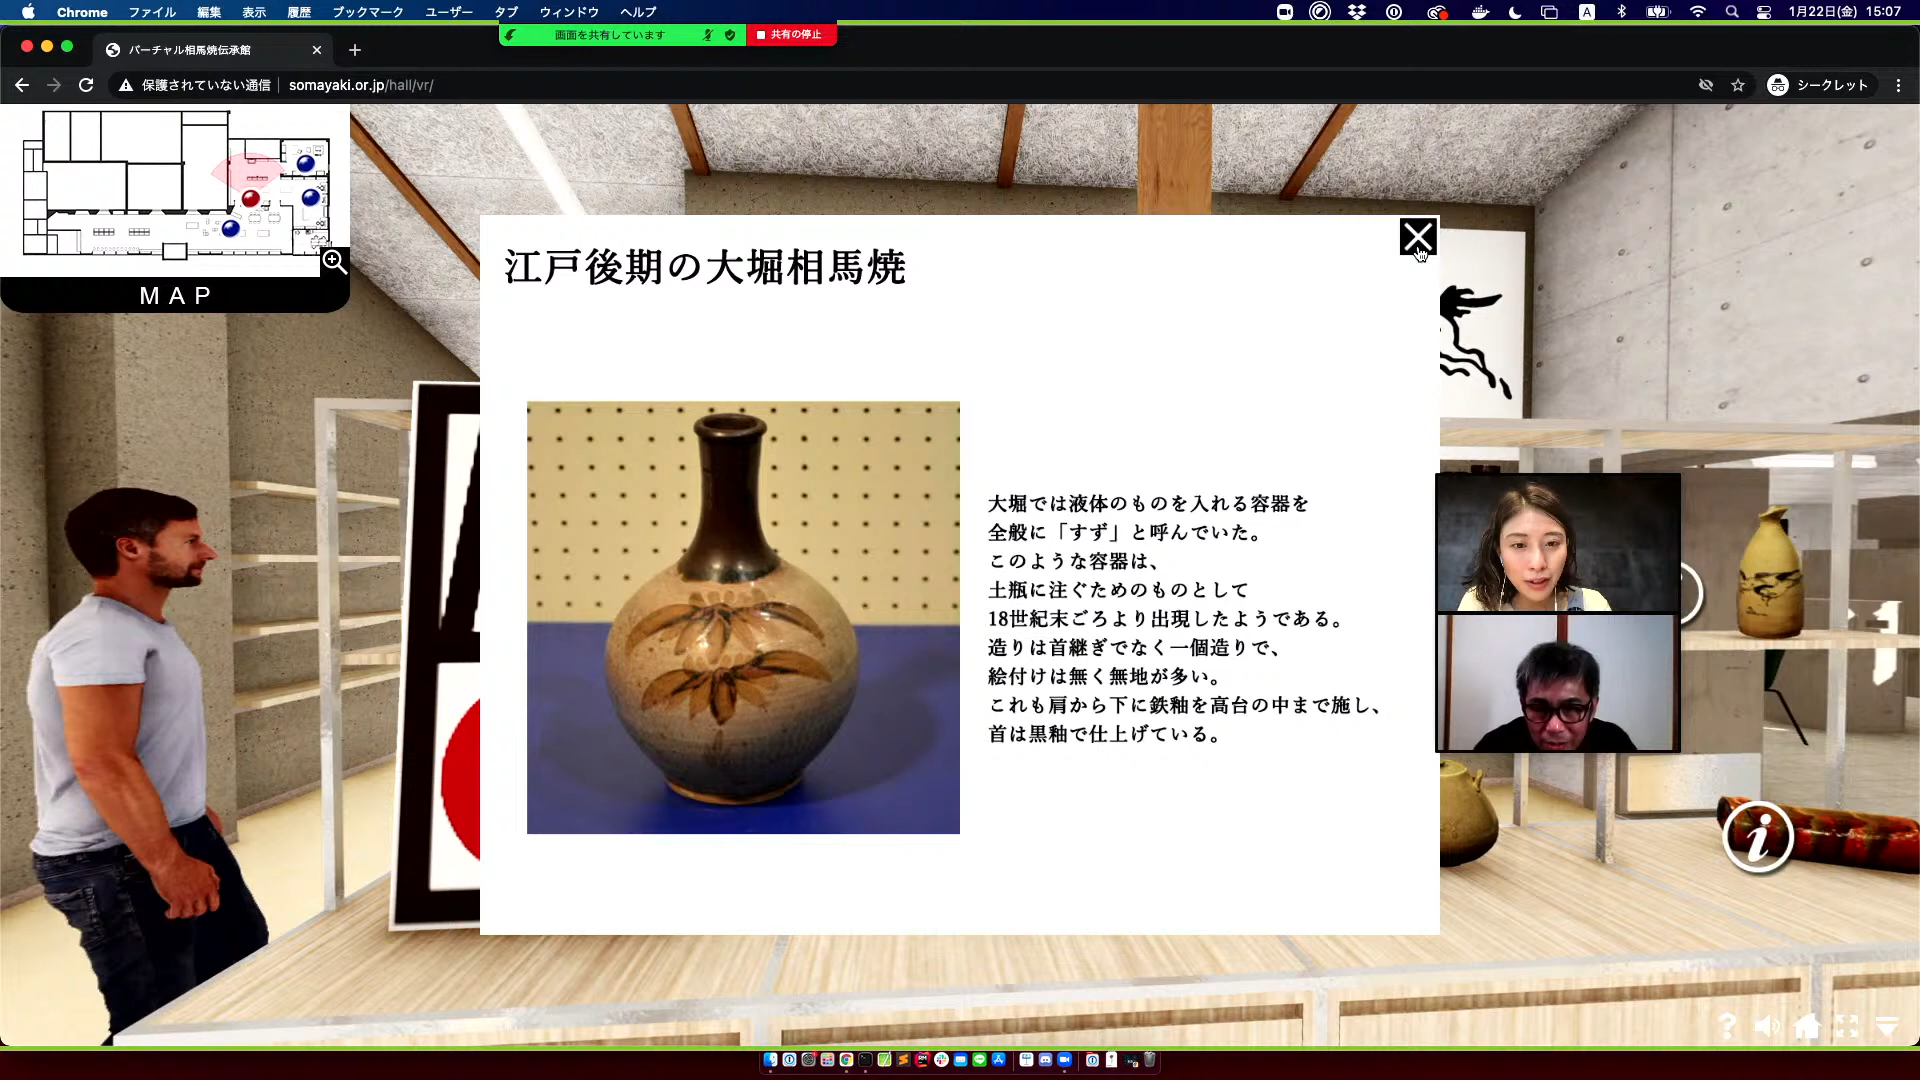 Chrome ファイル 編集 表示 履歴 ブックマーク ユーザー タブ ウィンドウ ヘルプ
A 1月22日(金) 15:07
画面を共有しています 共有の停止
バーチャル相馬焼伝承館
保護されていない通信 somayaki.or.jp/hall/vr/ シークレット
MAP
江戸後期の大堀相馬焼
大堀では液体のものを入れる容器を
全般に「すず」と呼んでいた。
このような容器は、
土瓶に注ぐためのものとして
18世紀末ごろより出現したようである。
造りは首継ぎでなく一個造りで、
絵付けは無く無地が多い。
これも肩から下に鉄釉を高台の中まで施し、
首は黒釉で仕上げている。
i
?